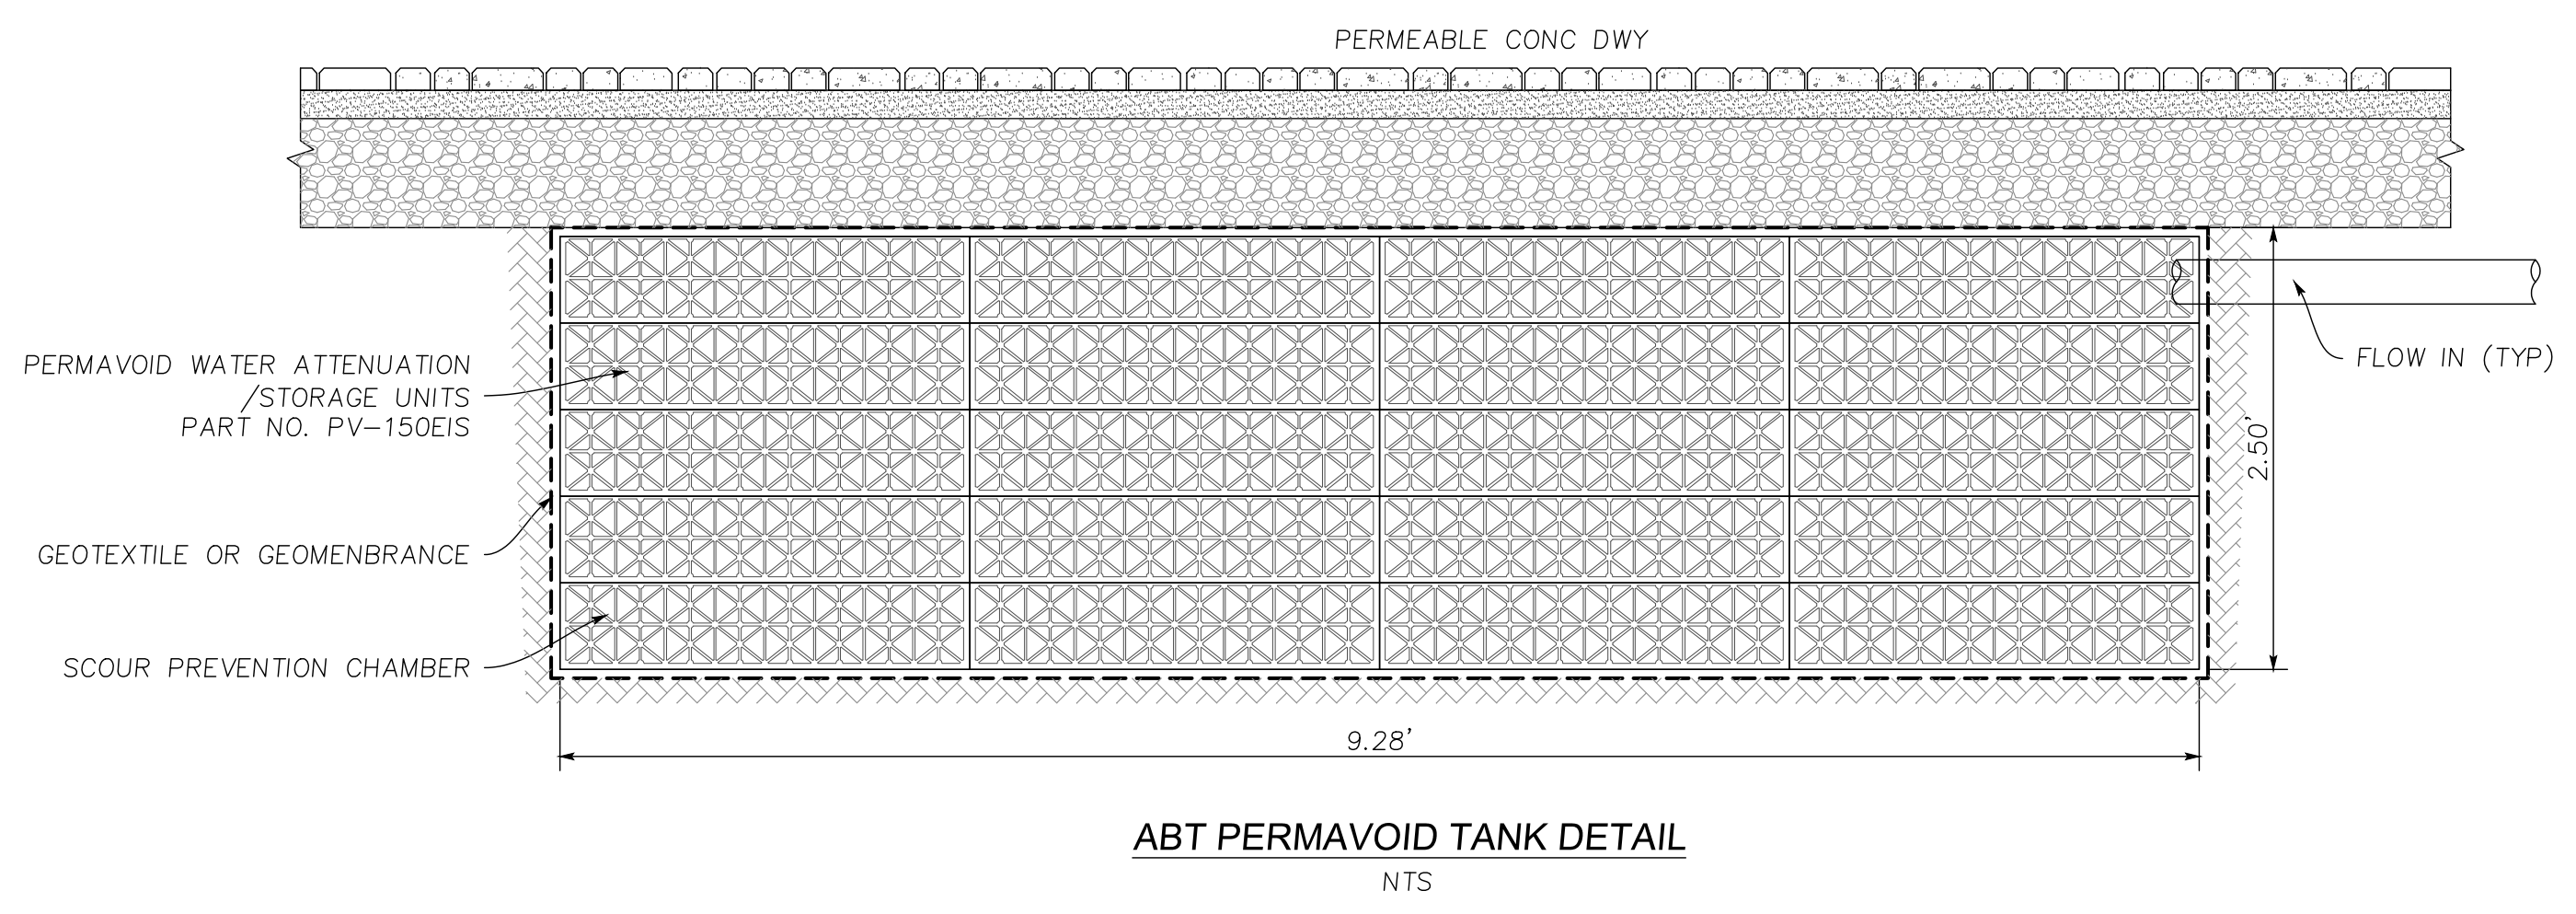 PERMEABLE CONC DWY
PERMAVOID WATER ATTENUATION
/STORAGE UNITS
PART NO. PV-150EIS
FLOW IN (TYP)
2.50'
GEOTEXTILE OR GEOMENBRANCE
SCOUR PREVENTION CHAMBER
9.28'
ABT PERMAVOID TANK DETAIL
NTS